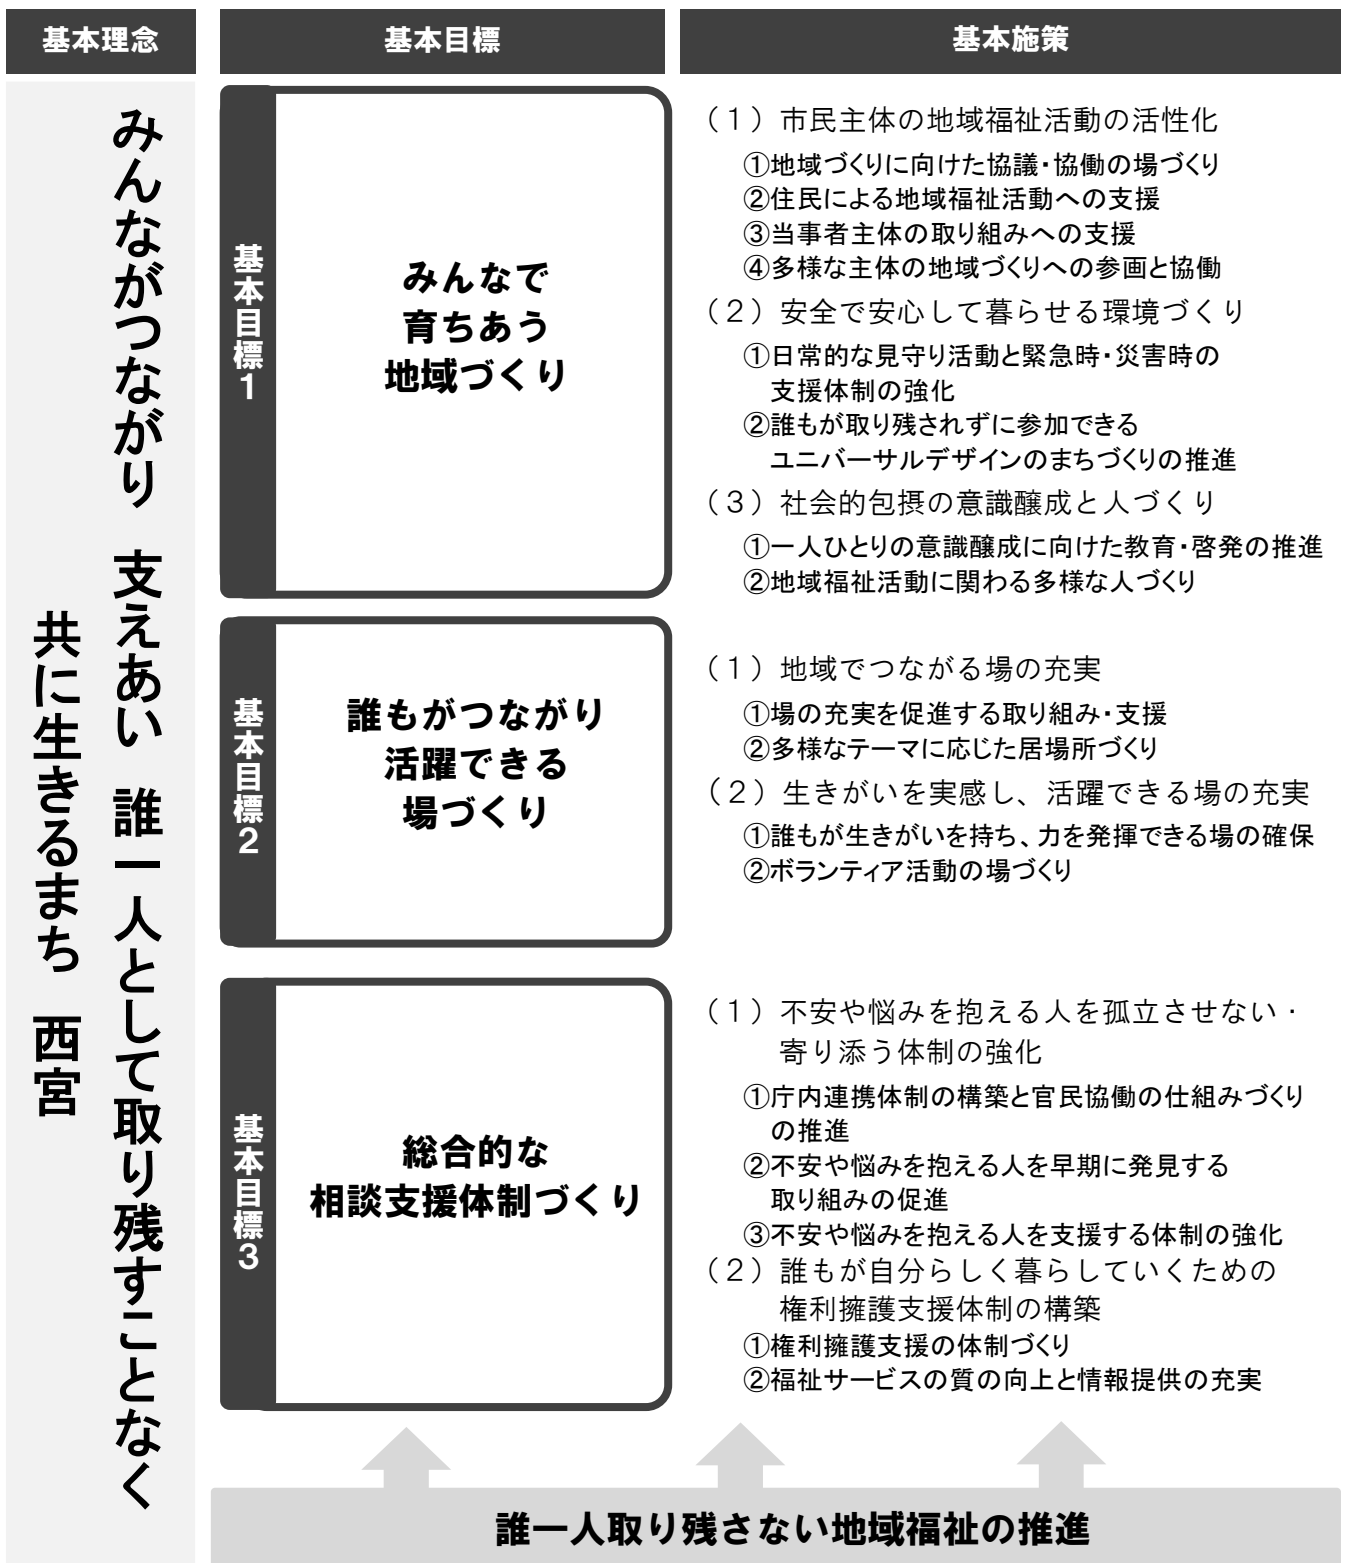 基本理念
基本目標
基本施策
みんながつながり　支えあい　誰一人として取り残すことなく
共に生きるまち　西宮
基本目標1
みんなで
育ちあう
地域づくり
（１）市民主体の地域福祉活動の活性化
①地域づくりに向けた協議・協働の場づくり
②住民による地域福祉活動への支援
③当事者主体の取り組みへの支援
④多様な主体の地域づくりへの参画と協働
（２）安全で安心して暮らせる環境づくり
①日常的な見守り活動と緊急時・災害時の
支援体制の強化
②誰もが取り残されずに参加できる
ユニバーサルデザインのまちづくりの推進
（３）社会的包摂の意識醸成と人づくり
①一人ひとりの意識醸成に向けた教育・啓発の推進
②地域福祉活動に関わる多様な人づくり
基本目標2
誰もがつながり
活躍できる
場づくり
（１）地域でつながる場の充実
①場の充実を促進する取り組み・支援
②多様なテーマに応じた居場所づくり
（２）生きがいを実感し、活躍できる場の充実
①誰もが生きがいを持ち、力を発揮できる場の確保
②ボランティア活動の場づくり
基本目標3
総合的な
相談支援体制づくり
（１）不安や悩みを抱える人を孤立させない・
寄り添う体制の強化
①庁内連携体制の構築と官民協働の仕組みづくり
の推進
②不安や悩みを抱える人を早期に発見する
取り組みの促進
③不安や悩みを抱える人を支援する体制の強化
（２）誰もが自分らしく暮らしていくための
権利擁護支援体制の構築
①権利擁護支援の体制づくり
②福祉サービスの質の向上と情報提供の充実
誰一人取り残さない地域福祉の推進